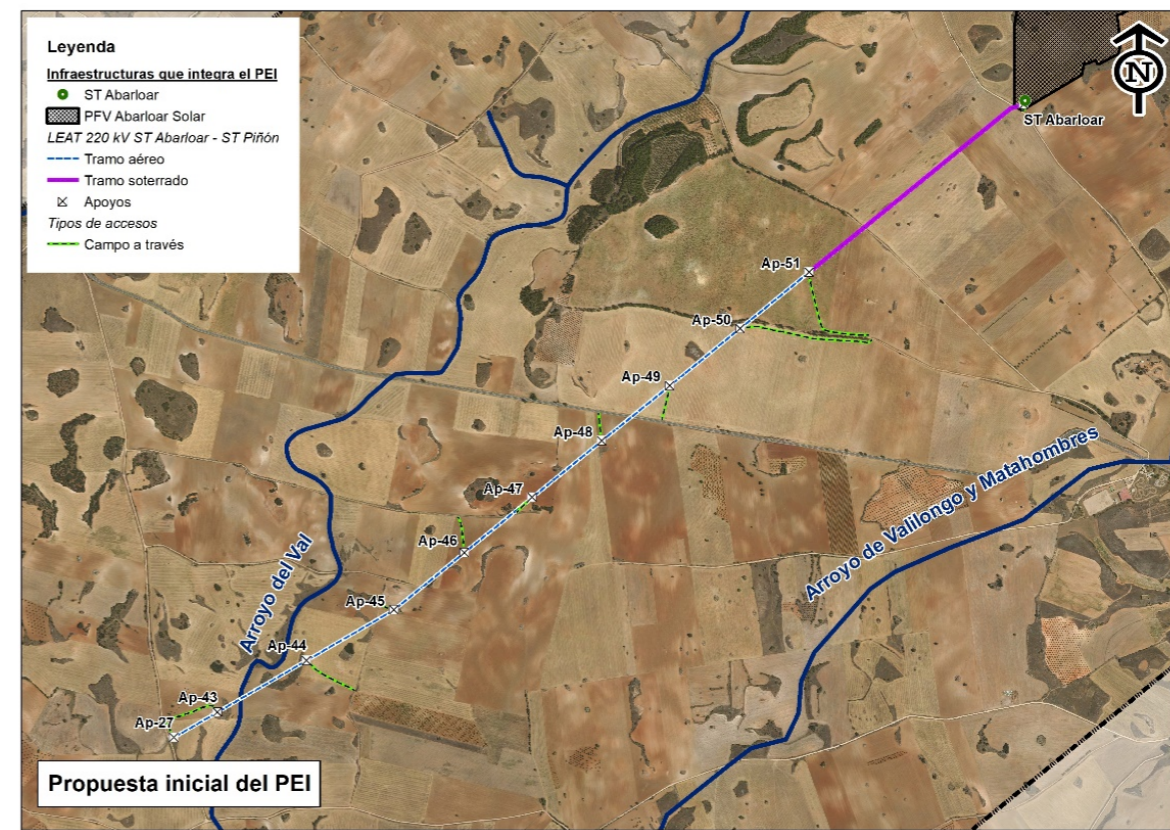 Leyenda
Infraestructuras que integra el PEI
ST Abarloar
PFV Abarloar Solar
LEAT 220 kV ST Abarloar - ST Piñón
Tramo aéreo
Tramo soterrado
Apoyos
Tipos de accesos
Campo a través
N
ST Abarloar
Ap-51
Ap-50
Ap-49
Ap-48
Ap-47
Ap-46
Ap-45
Ap-44
Ap-43
Ap-27
Arroyo del Val
Arroyo de Valilongo y Matahombres
Propuesta inicial del PEI